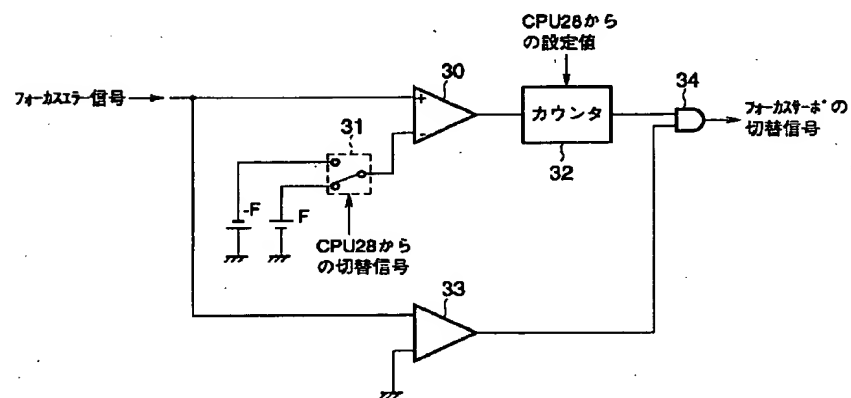 CPU28から
の設定値
30
34
フォーカスエラー信号
+
-
カウンタ
フォーカスサーボの
切替信号
31
32
-F
F
CPU28から
の切替信号
33